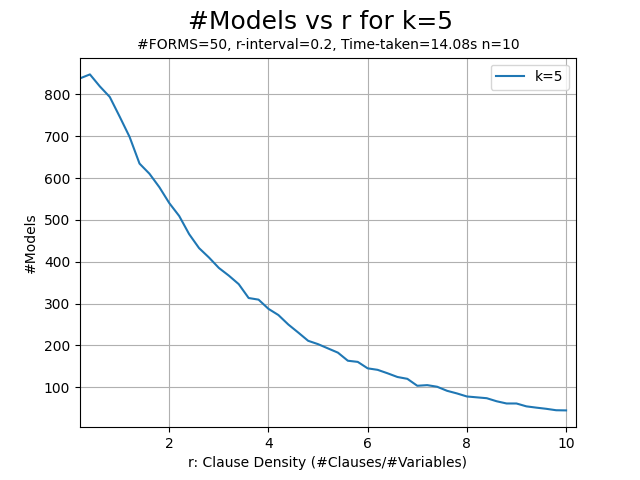 #Models vs r for k=5
#FORMS=50, r-interval=0.2, Time-taken=14.08s n=10
k=5
800
700
600
500
400
300
200
100
#Models
2 4 6 8 10
r: Clause Density (#Clauses/#Variables)